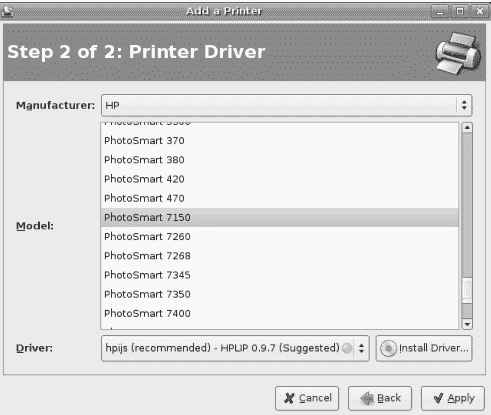 Add a Printer
Step 2 of 2: Printer Driver
Manufacturer: HP
PhotoSmart 370
PhotoSmart 380
PhotoSmart 420
PhotoSmart 470
Model: PhotoSmart 7150
PhotoSmart 7260
PhotoSmart 7268
PhotoSmart 7345
PhotoSmart 7350
PhotoSmart 7400
Driver: hpijs (recommended) - HPLIP 0.9.7 (Suggested) Install Driver...
Cancel Back Apply